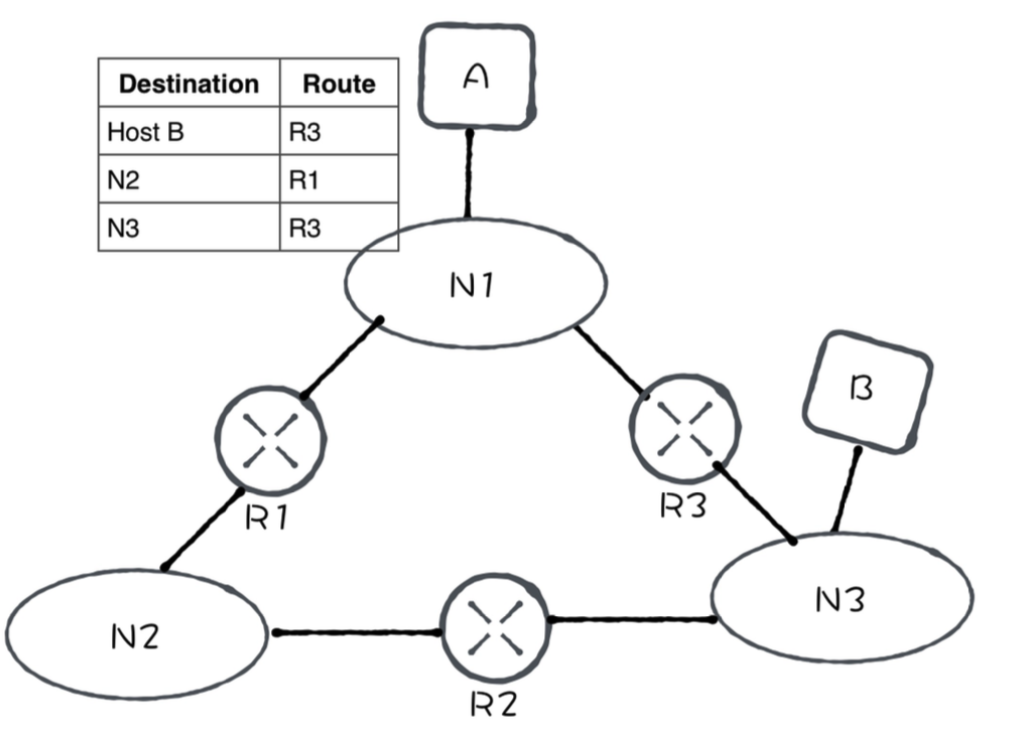 A
Destination Route
Host B R3
N2 R1
N3 R3
N1
B
R1
R3
N2
N3
R2